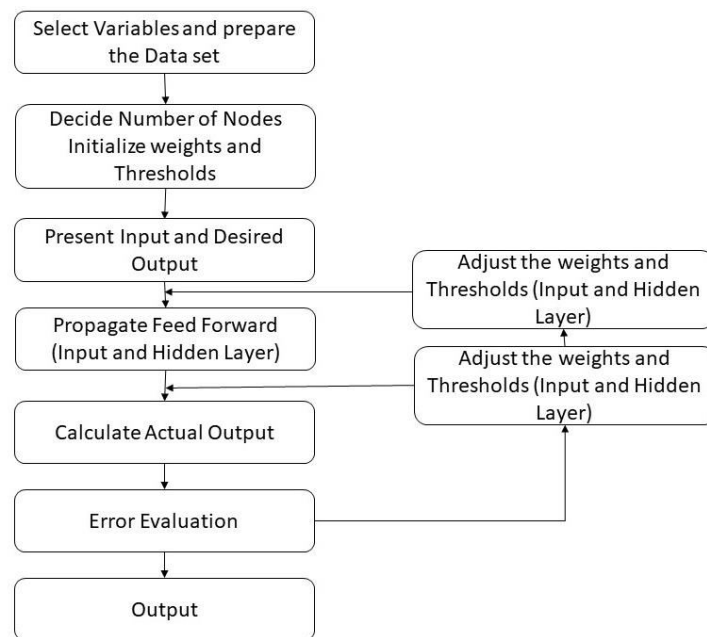 Select Variables and prepare
the Data set
Decide Number of Nodes
Initialize weights and
Thresholds
Present Input and Desired
Output
Propagate Feed Forward
(Input and Hidden Layer)
Calculate Actual Output
Error Evaluation
Output
Adjust the weights and
Thresholds (Input and Hidden
Layer)
Adjust the weights and
Thresholds (Input and Hidden
Layer)